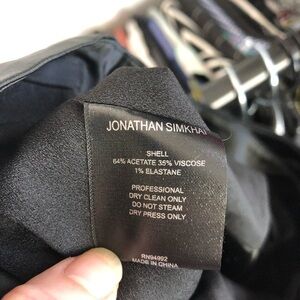 JONATHAN SIMKHAI
SHELL
64% ACETATE 35% VISCOSE
1% ELASTANE
PROFESSIONAL
DRY CLEAN ONLY
DO NOT STEAM
DRY PRESS ONLY
RN94992
MADE IN CHINA